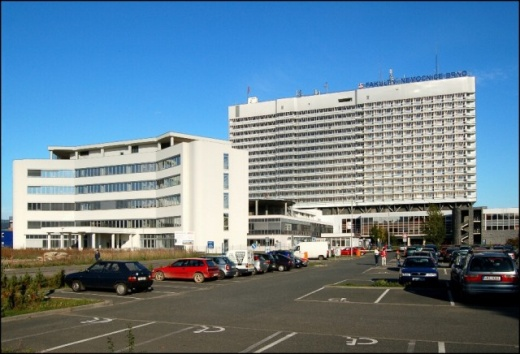 FAKULTNÍ NEMOCNICE BRNO